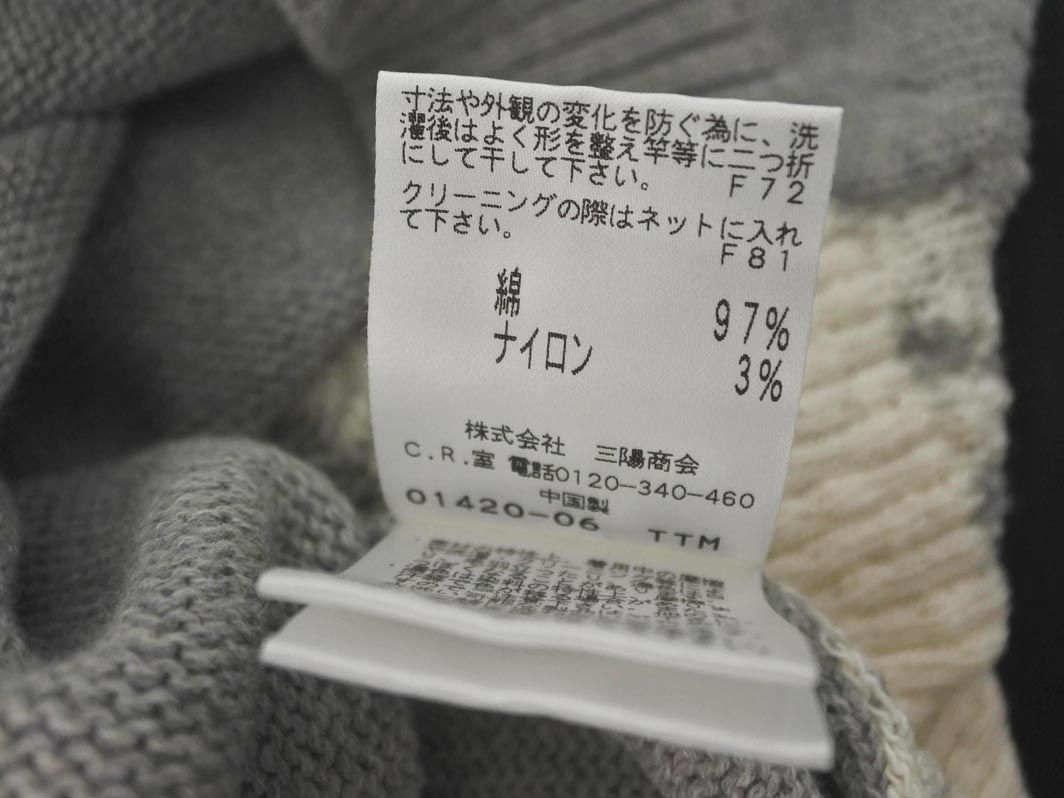 寸法や外観の変化を防ぐ為に、洗
濯後はよく形を整え竿等に二つ折
にして干して下さい。 F72
クリーニングの際はネットに入れ
て下さい。 F81
綿 97%
ナイロン 3%
株式会社 三陽商会
C.R.室 電話0120-340-460
中国製
01420-06 TTM